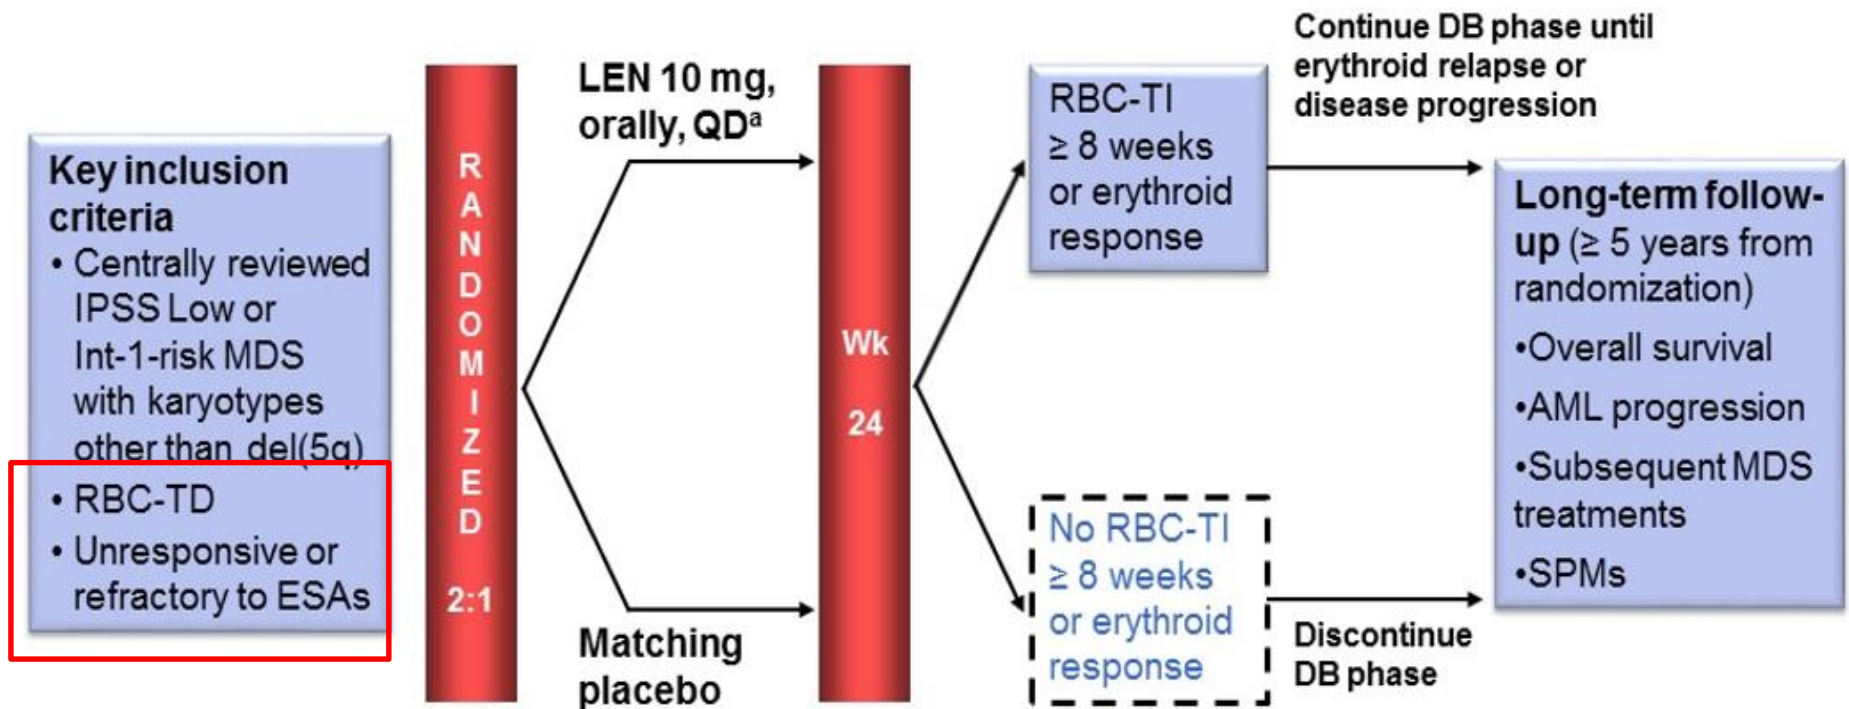 Key inclusion
criteria
• Centrally reviewed
IPSS Low or
Int-1-risk MDS
with karyotypes
other than del(5q)
• RBC-TD
• Unresponsive or
refractory to ESAs
R
A
N
D
O
M
I
Z
E
D
2:1
LEN 10 mg,
orally, QDᵃ
Matching
placebo
Wk
24
RBC-TI
≥ 8 weeks
or erythroid
response
No RBC-TI
≥ 8 weeks
or erythroid
response
Continue DB phase until
erythroid relapse or
disease progression
Discontinue
DB phase
Long-term follow-
up (≥ 5 years from
randomization)
•Overall survival
•AML progression
•Subsequent MDS
treatments
•SPMs